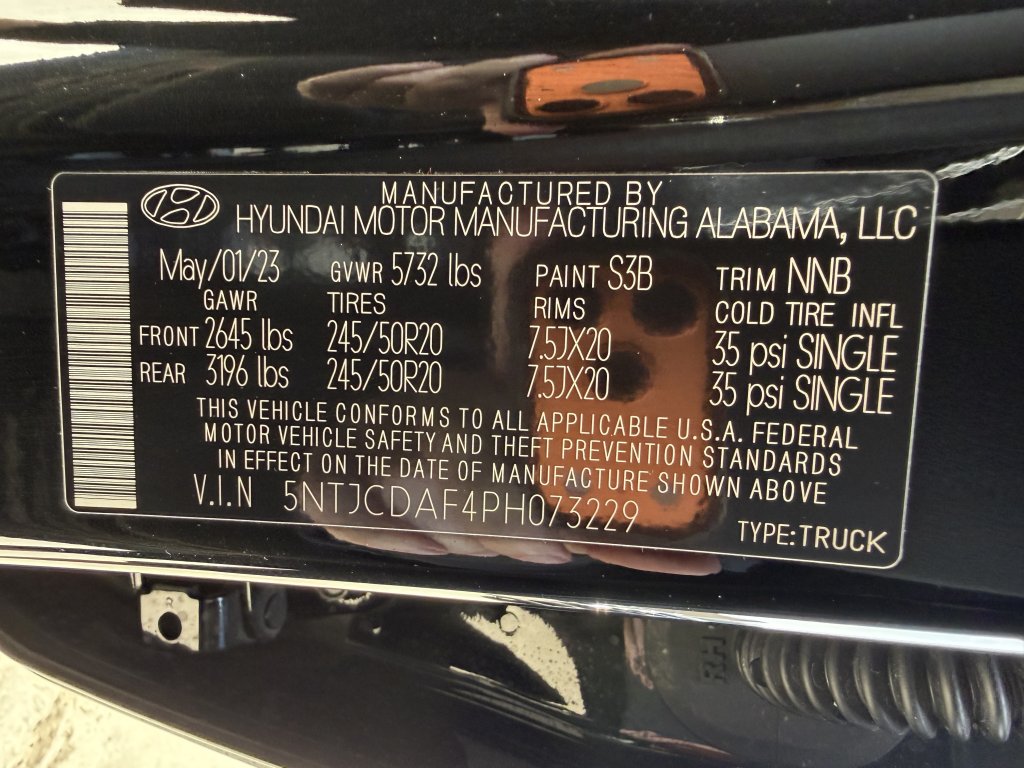 MANUFACTURED BY
HYUNDAI MOTOR MANUFACTURING ALABAMA, LLC
May/01/23 GVWR 5732 lbs PAINT S3B TRIM NNB
GAWR TIRES RIMS COLD TIRE INFL
FRONT 2645 lbs 245/50R20 7.5JX20 35 psi SINGLE
REAR 3196 lbs 245/50R20 7.5JX20 35 psi SINGLE
THIS VEHICLE CONFORMS TO ALL APPLICABLE U.S.A. FEDERAL
MOTOR VEHICLE SAFETY AND THEFT PREVENTION STANDARDS
IN EFFECT ON THE DATE OF MANUFACTURE SHOWN ABOVE
V.I.N 5NTJCDAF4PH073229
TYPE:TRUCK
R
RH